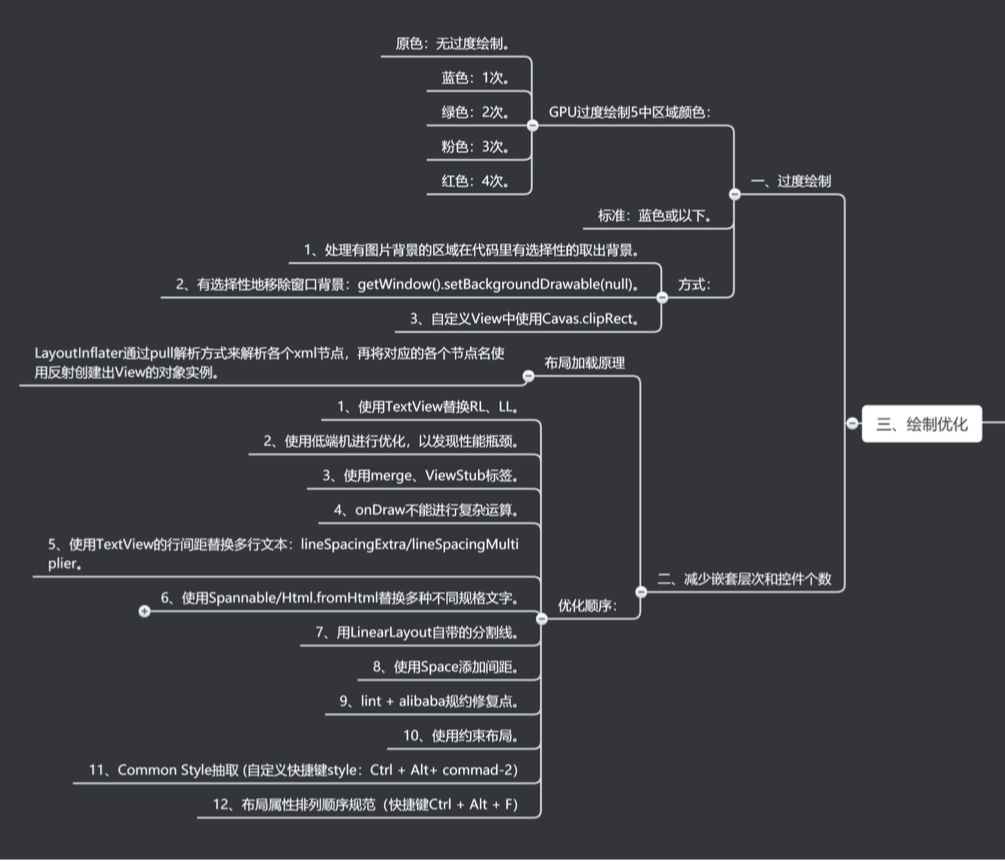 原色：无过度绘制。
蓝色：1次。
绿色：2次。
粉色：3次。
红色：4次。
GPU过度绘制5中区域颜色：
一、过度绘制
标准：蓝色或以下。
1、处理有图片背景的区域在代码里有选择性的取出背景。
2、有选择性地移除窗口背景：getWindow().setBackgroundDrawable(null)。
3、自定义View中使用Cavas.clipRect。
方式：
LayoutInflater通过pull解析方式来解析各个xml节点，再将对应的各个节点名使
用反射创建出View的对象实例。
布局加载原理
三、绘制优化
1、使用TextView替换RL、LL。
2、使用低端机进行优化，以发现性能瓶颈。
3、使用merge、ViewStub标签。
4、onDraw不能进行复杂运算。
5、使用TextView的行间距替换多行文本：lineSpacingExtra/lineSpacingMulti
plier。
6、使用Spannable/Html.fromHtml替换多种不同规格文字。
7、用LinearLayout自带的分割线。
8、使用Space添加间距。
9、lint + alibaba规约修复点。
10、使用约束布局。
11、Common Style抽取 (自定义快捷键style：Ctrl + Alt+ commad-2)
12、布局属性排列顺序规范（快捷键Ctrl + Alt + F）
优化顺序：
二、减少嵌套层次和控件个数